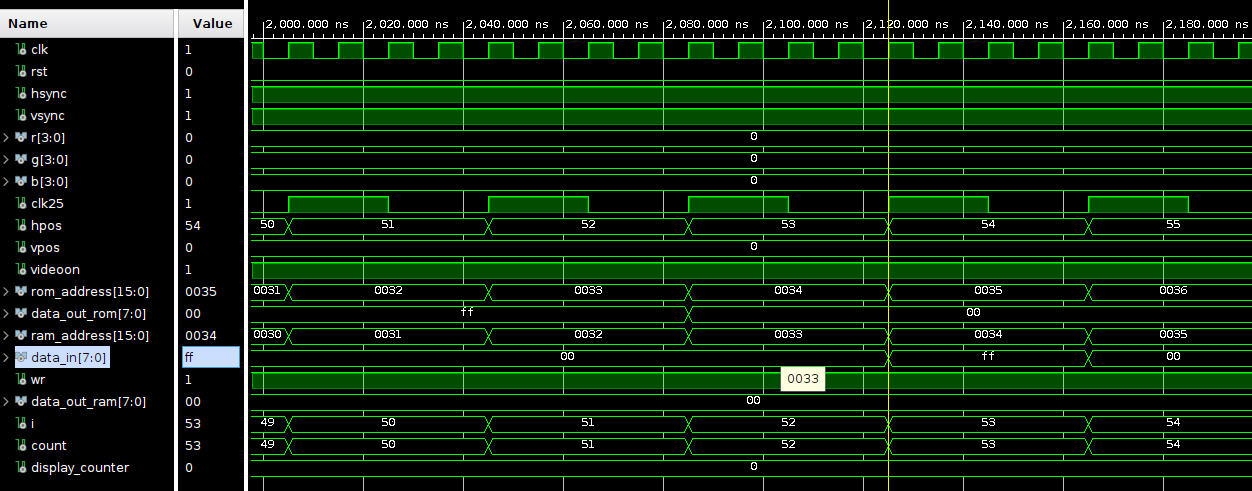 Name Value 2,000.000 ns 2,020.000 ns 2,040.000 ns 2,060.000 ns 2,080.000 ns 2,100.000 ns 2,120.000 ns 2,140.000 ns 2,160.000 ns 2,180.000 ns
clk 1
rst 0
hsync 1
vsync 1
r[3:0] 0 0
g[3:0] 0 0
b[3:0] 0 0
clk25 1
hpos 54 50 51 52 53 54 55
vpos 0 0
videoon 1
rom_address[15:0] 0035 0031 0032 0033 0034 0035 0036
data_out_rom[7:0] 00 ff 00
ram_address[15:0] 0034 0030 0031 0032 0033 0034 0035
data_in[7:0] ff 00 ff 00
wr 1 0033
data_out_ram[7:0] 00 00
i 53 49 50 51 52 53 54
count 53 49 50 51 52 53 54
display_counter 0 0